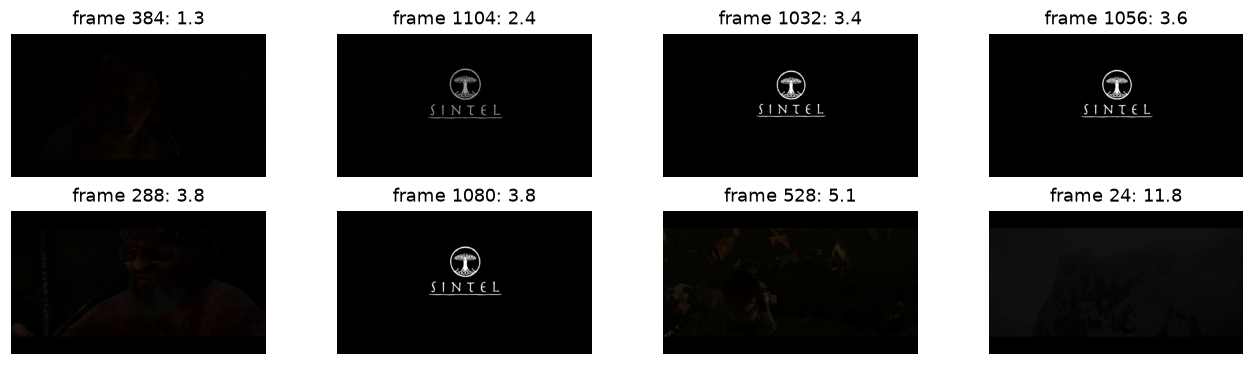 frame 384: 1.3
frame 1104: 2.4
frame 1032: 3.4
frame 1056: 3.6
SINTEL
SINTEL
SINTEL
frame 288: 3.8
frame 1080: 3.8
frame 528: 5.1
frame 24: 11.8
SINTEL